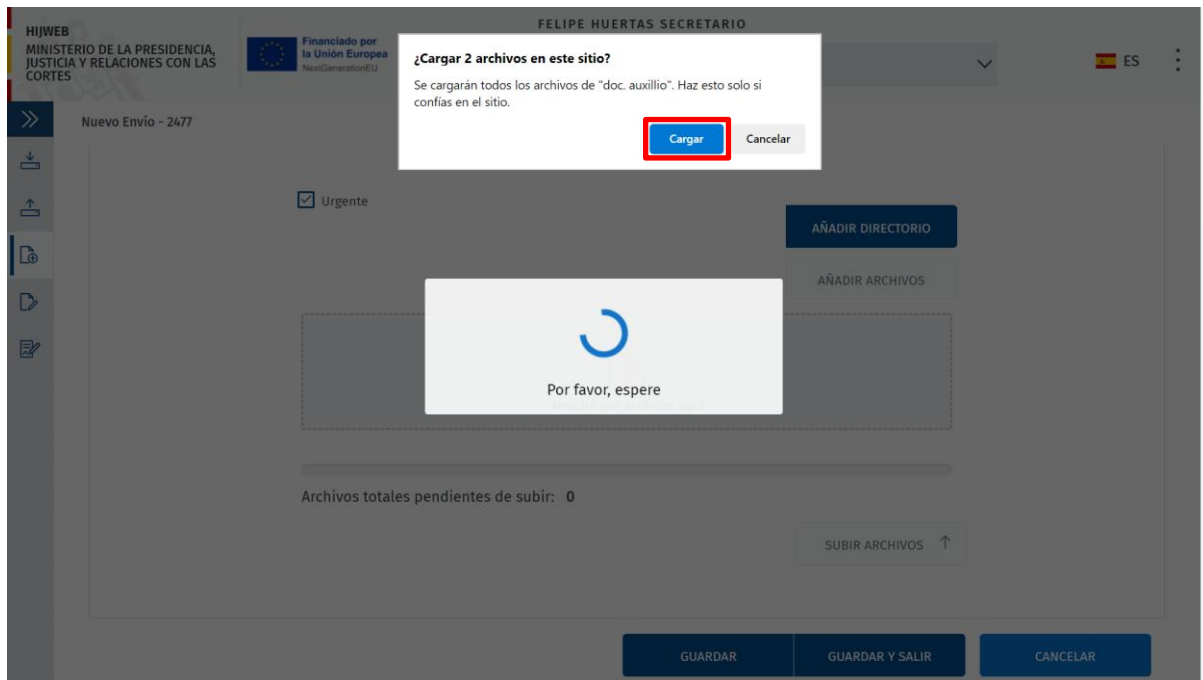 HIJWEB
MINISTERIO DE LA PRESIDENCIA,
JUSTICIA Y RELACIONES CON LAS
CORTES
Financiado por
la Unión Europea
NextGenerationEU
FELIPE HUERTAS SECRETARIO
ES
¿Cargar 2 archivos en este sitio?
Se cargarán todos los archivos de "doc. auxillio". Haz esto solo si
confías en el sitio.
Cargar
Cancelar
Nuevo Envío - 2477
Urgente
AÑADIR DIRECTORIO
AÑADIR ARCHIVOS
Por favor, espere
Archivos totales pendientes de subir: 0
SUBIR ARCHIVOS
GUARDAR
GUARDAR Y SALIR
CANCELAR